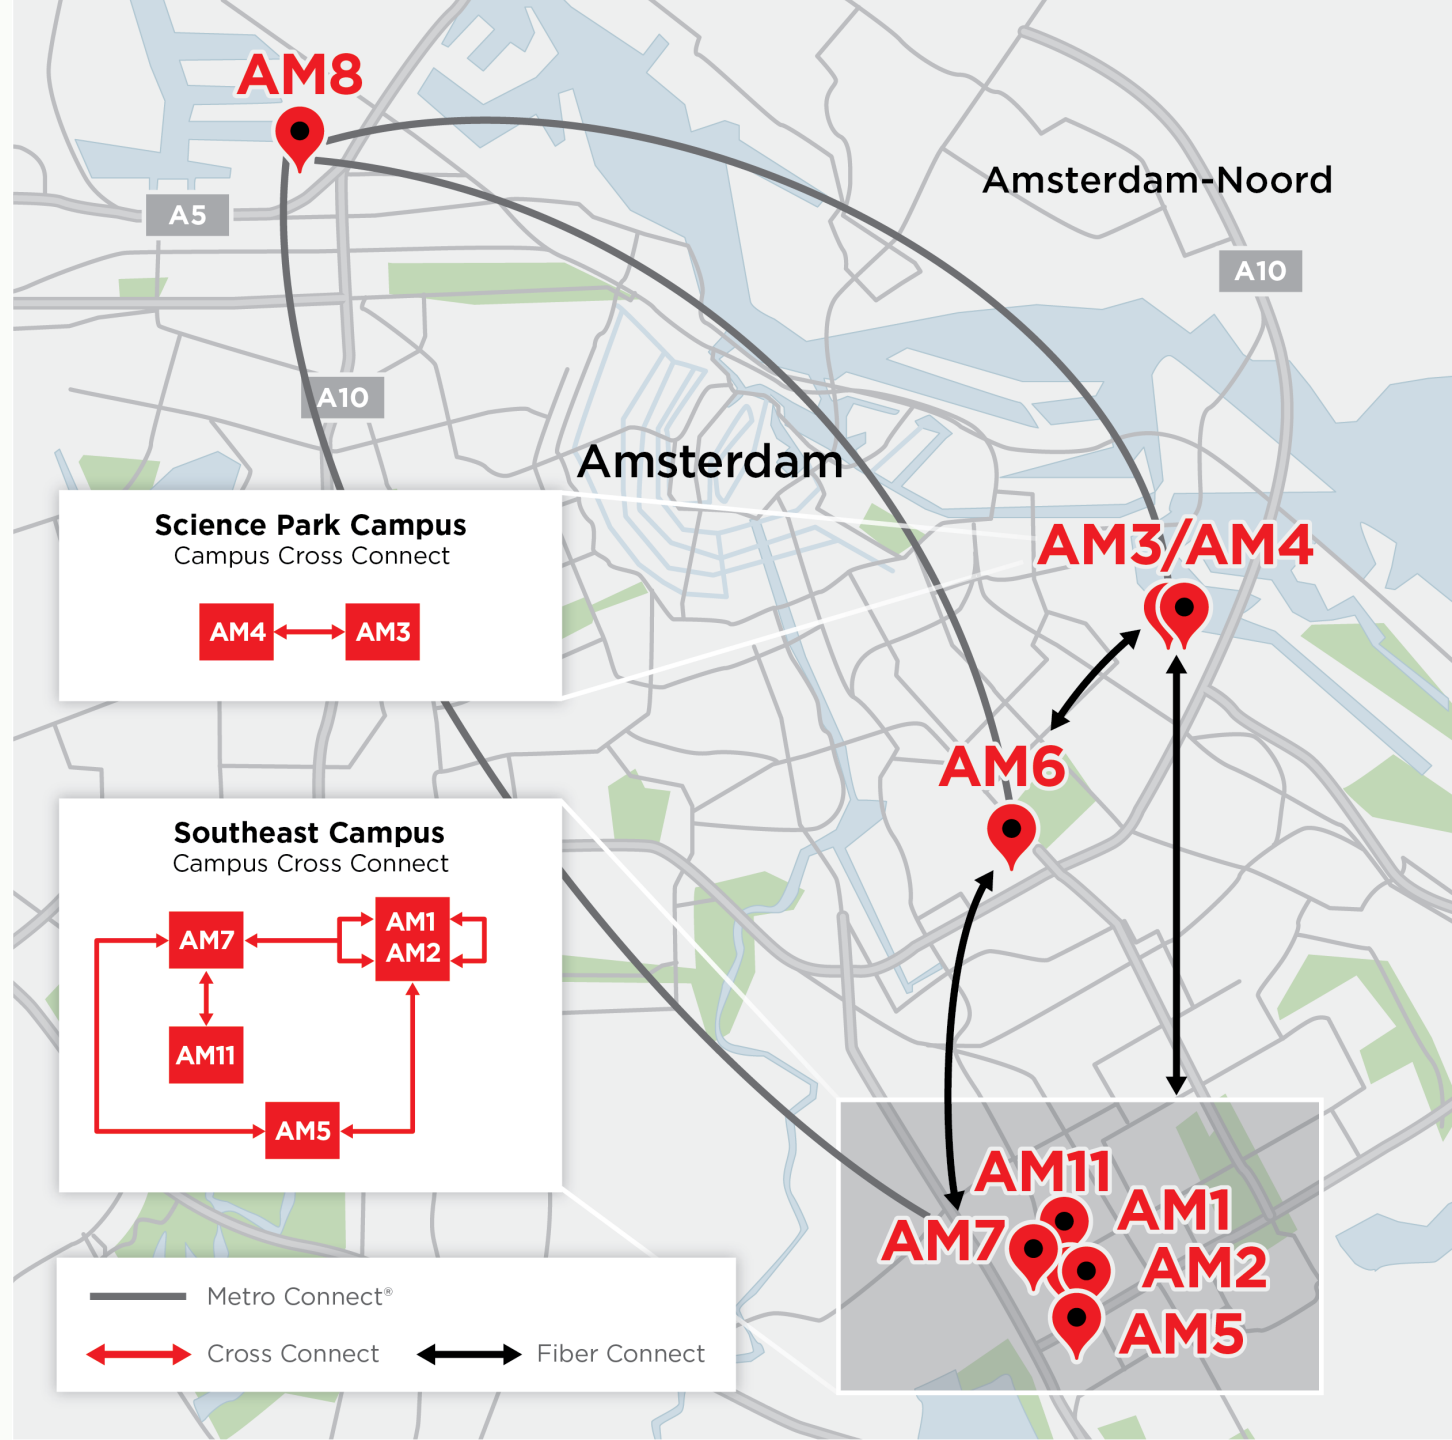 AM8
Amsterdam-Noord
A5
A10
A10
Amsterdam
Science Park Campus
Campus Cross Connect
AM4
AM3
AM3/AM4
AM6
Southeast Campus
Campus Cross Connect
AM7
AM1
AM2
AM11
AM5
AM11
AM1
AM7
AM2
AM5
Metro Connect®
Cross Connect
Fiber Connect